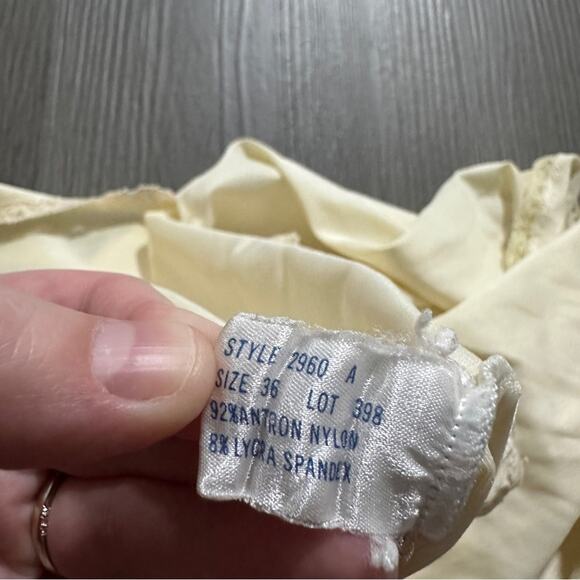 STYLE 2960 A
SIZE 36 LOT 398
92%ANTRON NYLON
8% LYCRA SPANDEX